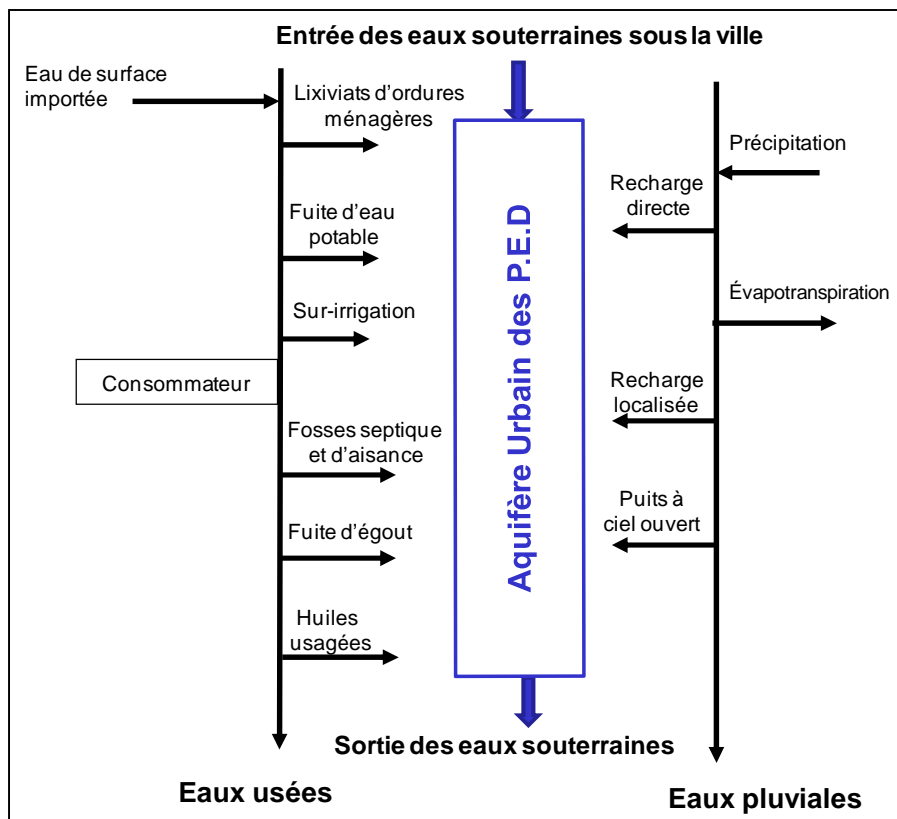 Entrée des eaux souterraines sous la ville
Eau de surface
importée
Lixiviats d'ordures
ménagères
Fuite d'eau
potable
Sur-irrigation
Consommateur
Fosses septique
et d'aisance
Fuite d'égout
Huiles
usagées
Eaux usées
Aquifère Urbain des P.E.D
Sortie des eaux souterraines
Précipitation
Recharge
directe
Évapotranspiration
Recharge
localisée
Puits à
ciel ouvert
Eaux pluviales